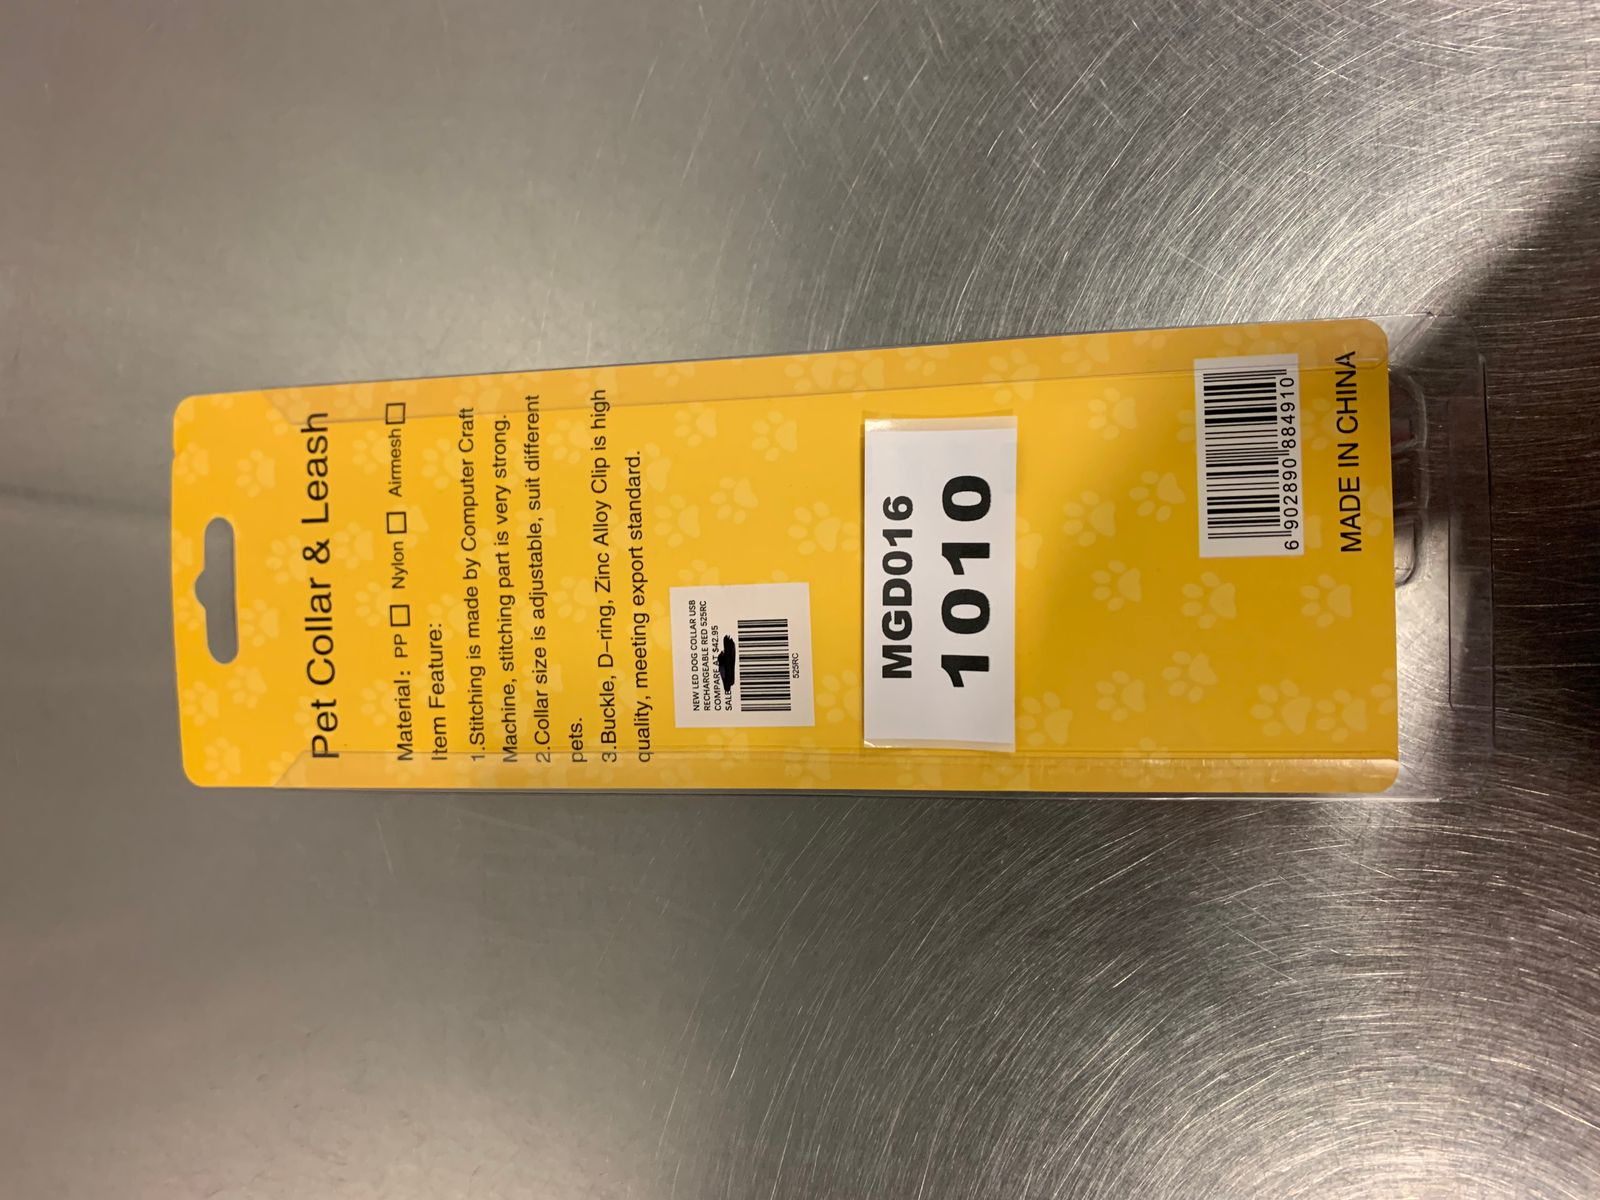 Pet Collar & Leash
Material: PP Nylon Airmesh
Item Feature:
1.Stitching is made by Computer Craft
Machine, stitching part is very strong.
2.Collar size is adjustable, suit different
pets.
3.Buckle, D-ring, Zinc Alloy Clip is high
quality, meeting export standard.
NEW LED DOG COLLAR USB
RECHARGEABLE RED 525RC
COMPARE AT $42.95
SALE
525RC
MGD016
1010
6 902890 884910
MADE IN CHINA